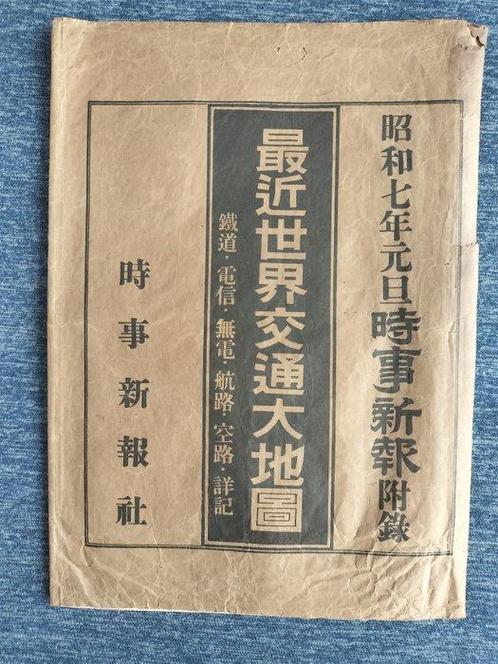 昭和七年元旦時事新報附錄
最近世界交通大地圖
鐵道・電信・無電・航路・空路・詳記
時事新報社